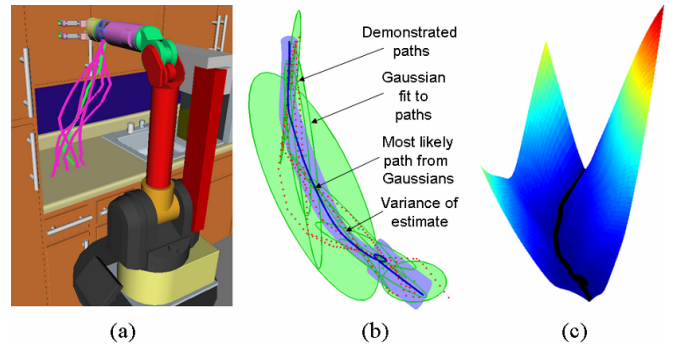 Demonstrated
paths
Gaussian
fit to
paths
Most likely
path from
Gaussians
Variance of
estimate
(a)
(b)
(c)